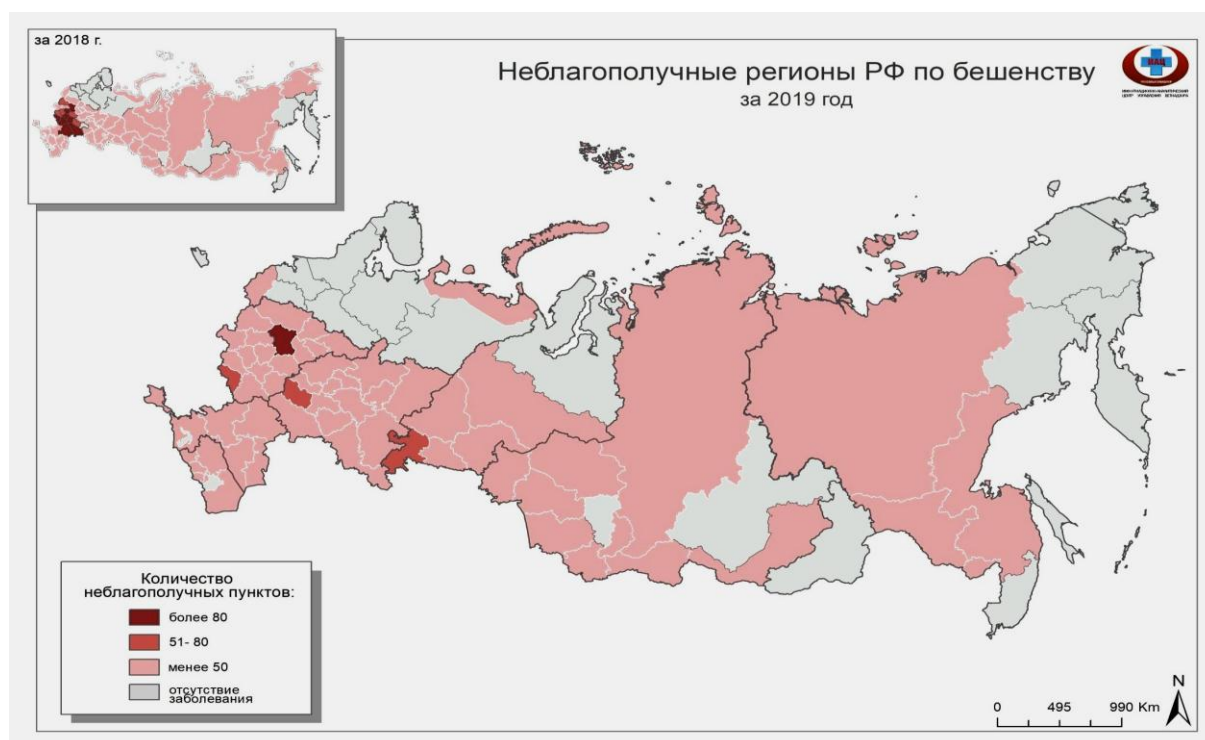 за 2018 г.
Неблагополучные регионы РФ по бешенству
за 2019 год
ИАЦ
Количество
неблагополучных пунктов:
более 80
51- 80
менее 50
отсутствие
заболевания
N
0 495 990 Km